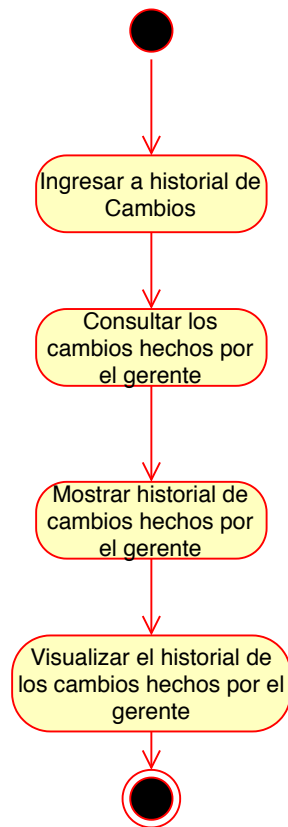 Ingresar a historial de
Cambios
Consultar los
cambios hechos por
el gerente
Mostrar historial de
cambios hechos por
el gerente
Visualizar el historial de
los cambios hechos por el
gerente